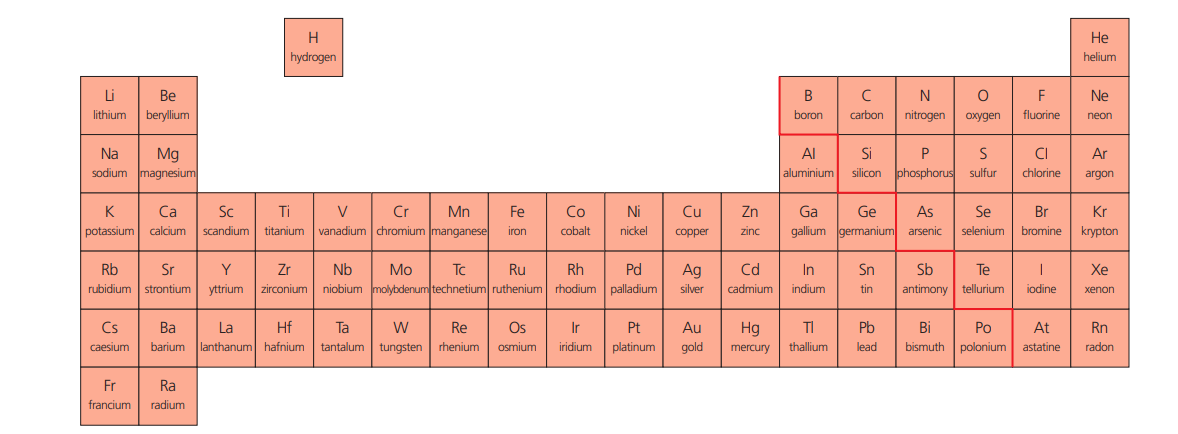 H He
hydrogen helium
Li Be B C N O F Ne
lithium beryllium boron carbon nitrogen oxygen fluorine neon
Na Mg Al Si P S Cl Ar
sodium magnesium aluminium silicon phosphorus sulfur chlorine argon
K Ca Sc Ti V Cr Mn Fe Co Ni Cu Zn Ga Ge As Se Br Kr
potassium calcium scandium titanium vanadium chromium manganese iron cobalt nickel copper zinc gallium germanium arsenic selenium bromine krypton
Rb Sr Y Zr Nb Mo Tc Ru Rh Pd Ag Cd In Sn Sb Te I Xe
rubidium strontium yttrium zirconium niobium molybdenum technetium ruthenium rhodium palladium silver cadmium indium tin antimony tellurium iodine xenon
Cs Ba La Hf Ta W Re Os Ir Pt Au Hg Tl Pb Bi Po At Rn
caesium barium lanthanum hafnium tantalum tungsten rhenium osmium iridium platinum gold mercury thallium lead bismuth polonium astatine radon
Fr Ra
francium radium